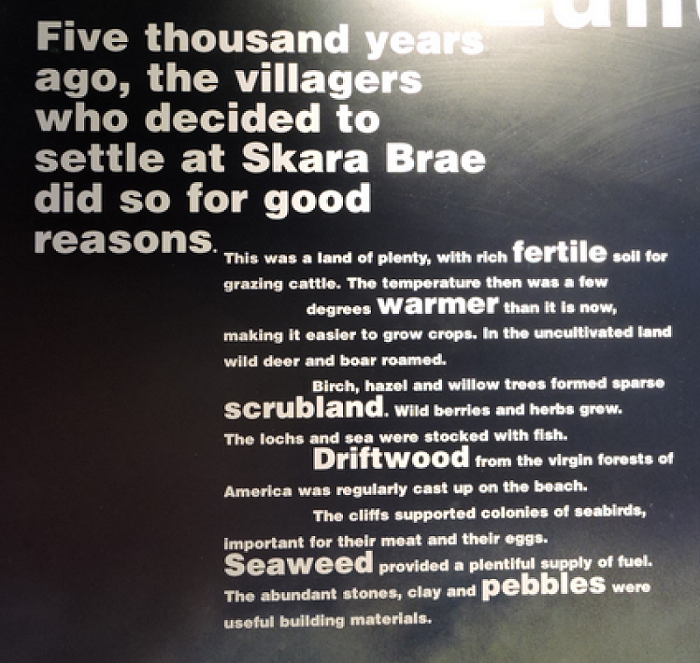 Five thousand years
ago, the villagers
who decided to
settle at Skara Brae
did so for good
reasons.
This was a land of plenty, with rich fertile soil for
grazing cattle. The temperature then was a few
degrees warmer than it is now,
making it easier to grow crops. In the uncultivated land
wild deer and boar roamed.
Birch, hazel and willow trees formed sparse
scrubland. Wild berries and herbs grew.
The lochs and sea were stocked with fish.
Driftwood from the virgin forests of
America was regularly cast up on the beach.
The cliffs supported colonies of seabirds,
important for their meat and their eggs.
Seaweed provided a plentiful supply of fuel.
The abundant stones, clay and pebbles were
useful building materials.